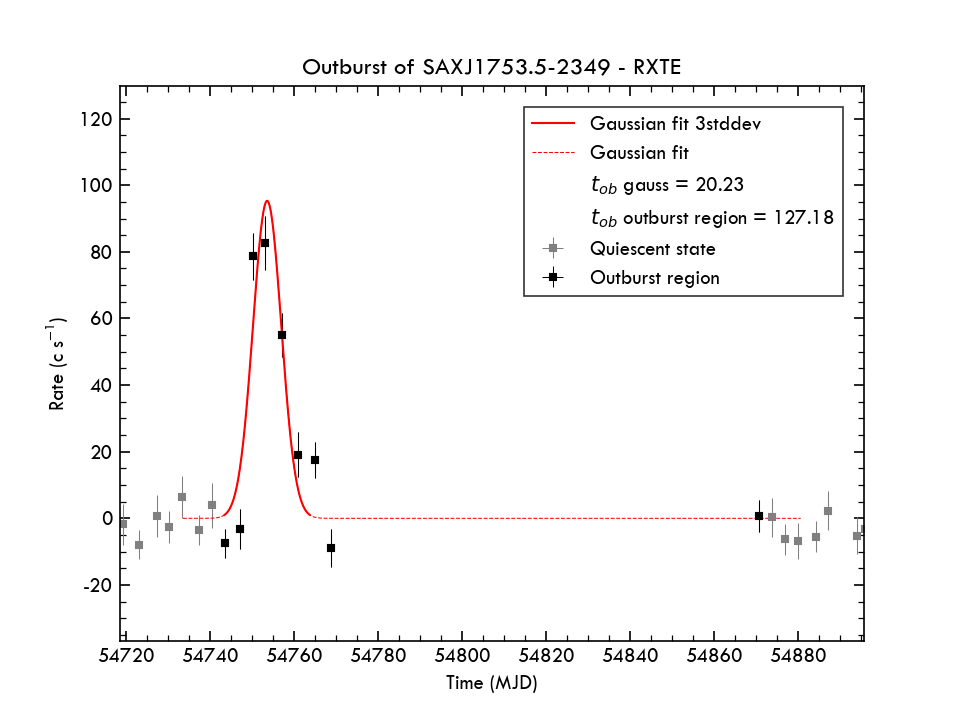 Outburst of SAXJ1753.5-2349 - RXTE
Gaussian fit 3stddev
Gaussian fit
t_ob gauss = 20.23
t_ob outburst region = 127.18
Quiescent state
Outburst region
120
100
80
60
40
20
0
-20
Rate (c s⁻¹)
54720 54740 54760 54780 54800 54820 54840 54860 54880
Time (MJD)